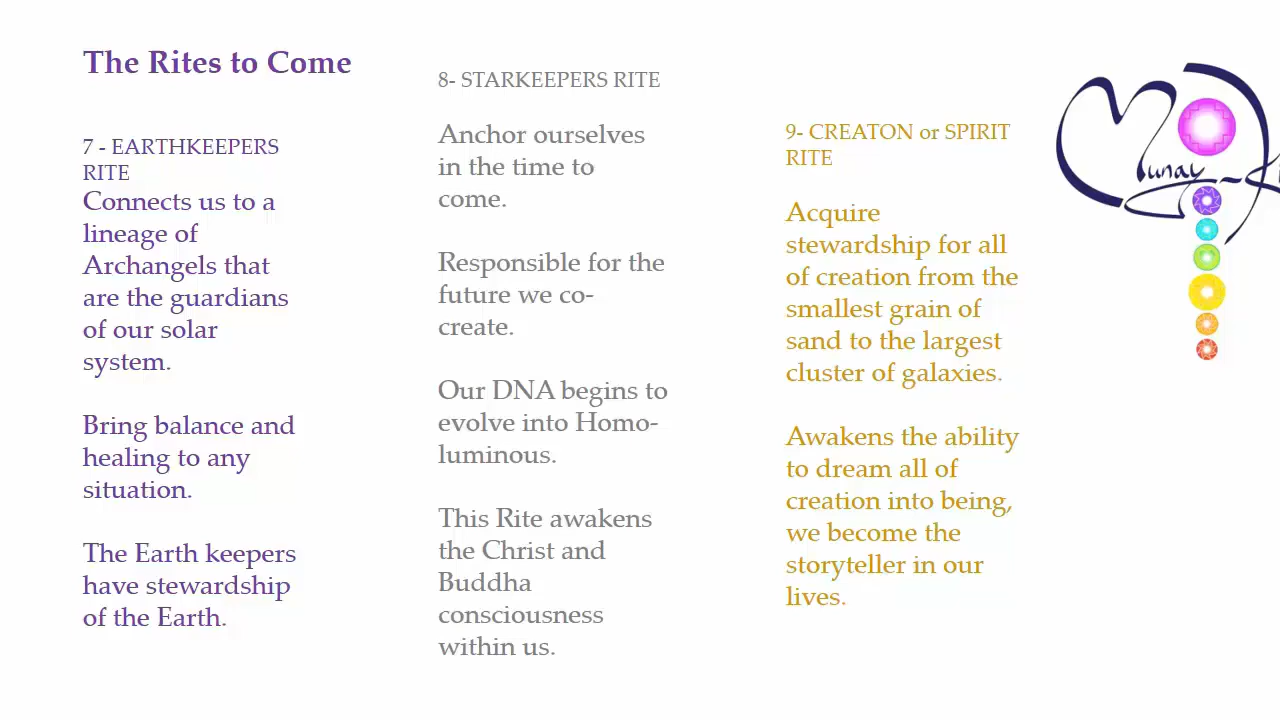 The Rites to Come
7 - EARTHKEEPERS
RITE
Connects us to a
lineage of
Archangels that
are the guardians
of our solar
system.
Bring balance and
healing to any
situation.
The Earth keepers
have stewardship
of the Earth.
8- STARKEEPERS RITE
Anchor ourselves
in the time to
come.
Responsible for the
future we co-
create.
Our DNA begins to
evolve into Homo-
luminous.
This Rite awakens
the Christ and
Buddha
consciousness
within us.
9- CREATON or SPIRIT
RITE
Acquire
stewardship for all
of creation from the
smallest grain of
sand to the largest
cluster of galaxies.
Awakens the ability
to dream all of
creation into being,
we become the
storyteller in our
lives.
Munay-Ki